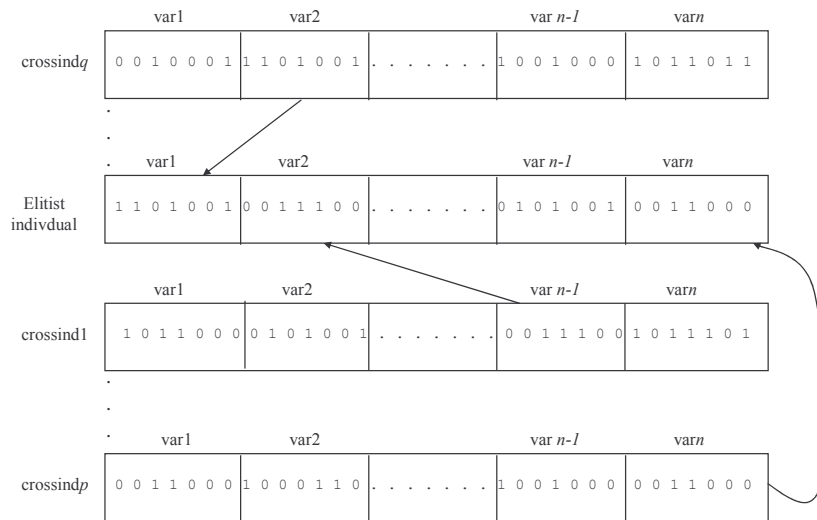 var1 var2 var n-1 varn
crossindq 0 0 1 0 0 0 1 1 1 0 1 0 0 1 . . . . . . . 1 0 0 1 0 0 0 1 0 1 1 0 1 1
.
.
.
var1 var2 var n-1 varn
Elitist
indivdual
1 1 0 1 0 0 1 0 0 1 1 1 0 0 . . . . . . . 0 1 0 1 0 0 1 0 0 1 1 0 0 0
var1 var2 var n-1 varn
crossind1 1 0 1 1 0 0 0 0 1 0 1 0 0 1 . . . . . . . 0 0 1 1 1 0 0 1 0 1 1 1 0 1
.
.
.
var1 var2 var n-1 varn
crossindp 0 0 1 1 0 0 0 1 0 0 0 1 1 0 . . . . . . . 1 0 0 1 0 0 0 0 0 1 1 0 0 0